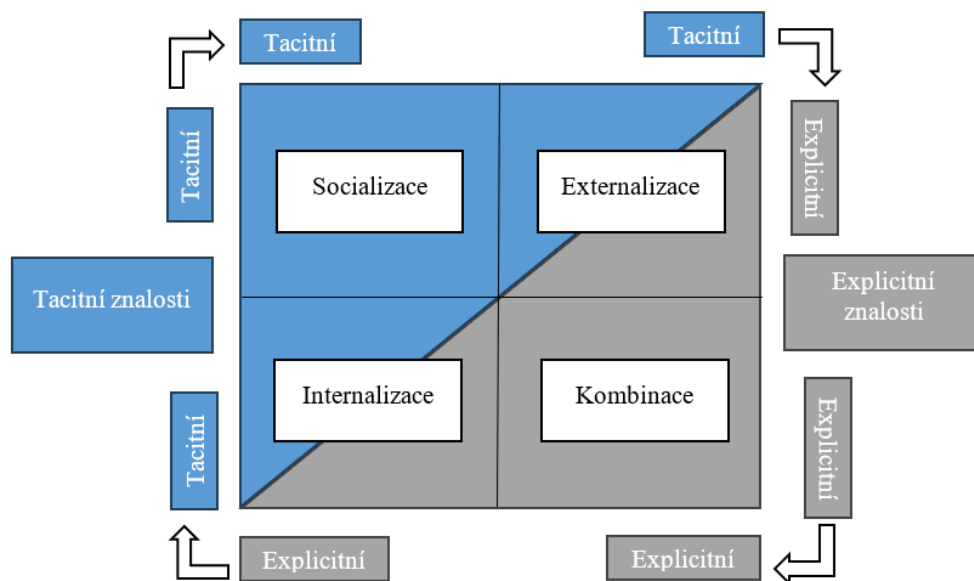 Tacitní
Tacitní
Tacitní
Explicitní
Socializace
Externalizace
Tacitní znalosti
Explicitní
znalosti
Internalizace
Kombinace
Tacitní
Explicitní
Explicitní
Explicitní